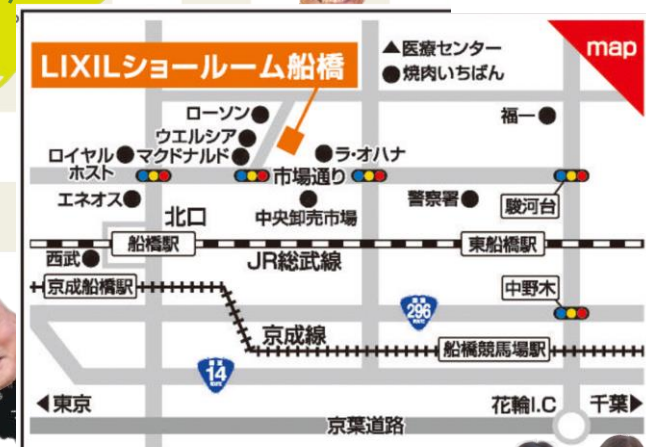 map
LIXILショールーム船橋
▲医療センター
●焼肉いちばん
ローソン●
福一●
ウエルシア●
ロイヤル●
ホスト
マクドナルド●
●ラ・オハナ
市場通り
エネオス●
北口
中央卸売市場
警察署●
駿河台
船橋駅
東船橋駅
西武●
JR総武線
京成船橋駅
中野木
296
京成線
船橋競馬場駅
14
◀東京
花輪I.C
千葉▶
京葉道路